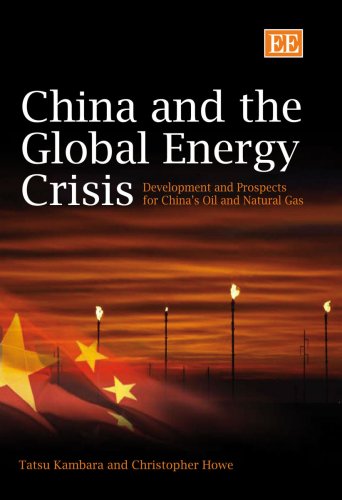 EE
China and the
Global Energy
Crisis
Development and Prospects
for China's Oil and Natural Gas
Tatsu Kambara and Christopher Howe